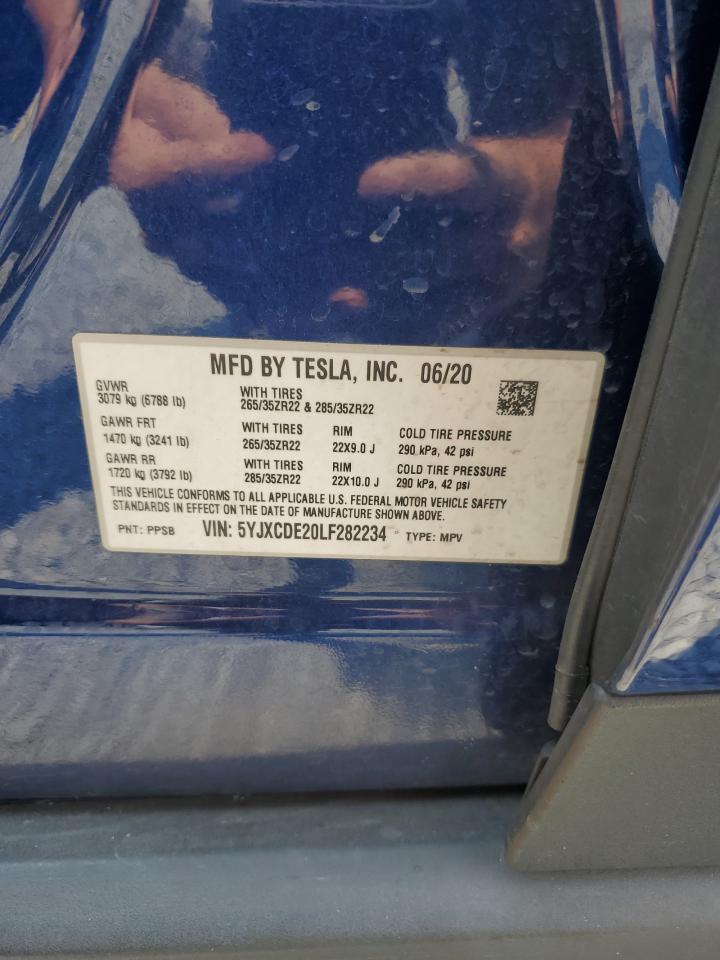 MFD BY TESLA, INC. 06/20
GVWR
3079 kg (6788 lb)
WITH TIRES
265/35ZR22 & 285/35ZR22
GAWR FRT
1470 kg (3241 lb)
WITH TIRES
265/35ZR22
RIM
22X9.0 J
COLD TIRE PRESSURE
290 kPa, 42 psi
GAWR RR
1720 kg (3792 lb)
WITH TIRES
285/35ZR22
RIM
22X10.0 J
COLD TIRE PRESSURE
290 kPa, 42 psi
THIS VEHICLE CONFORMS TO ALL APPLICABLE U.S. FEDERAL MOTOR VEHICLE SAFETY
STANDARDS IN EFFECT ON THE DATE OF MANUFACTURE SHOWN ABOVE.
PNT: PPSB VIN: 5YJXCDE20LF282234 TYPE: MPV